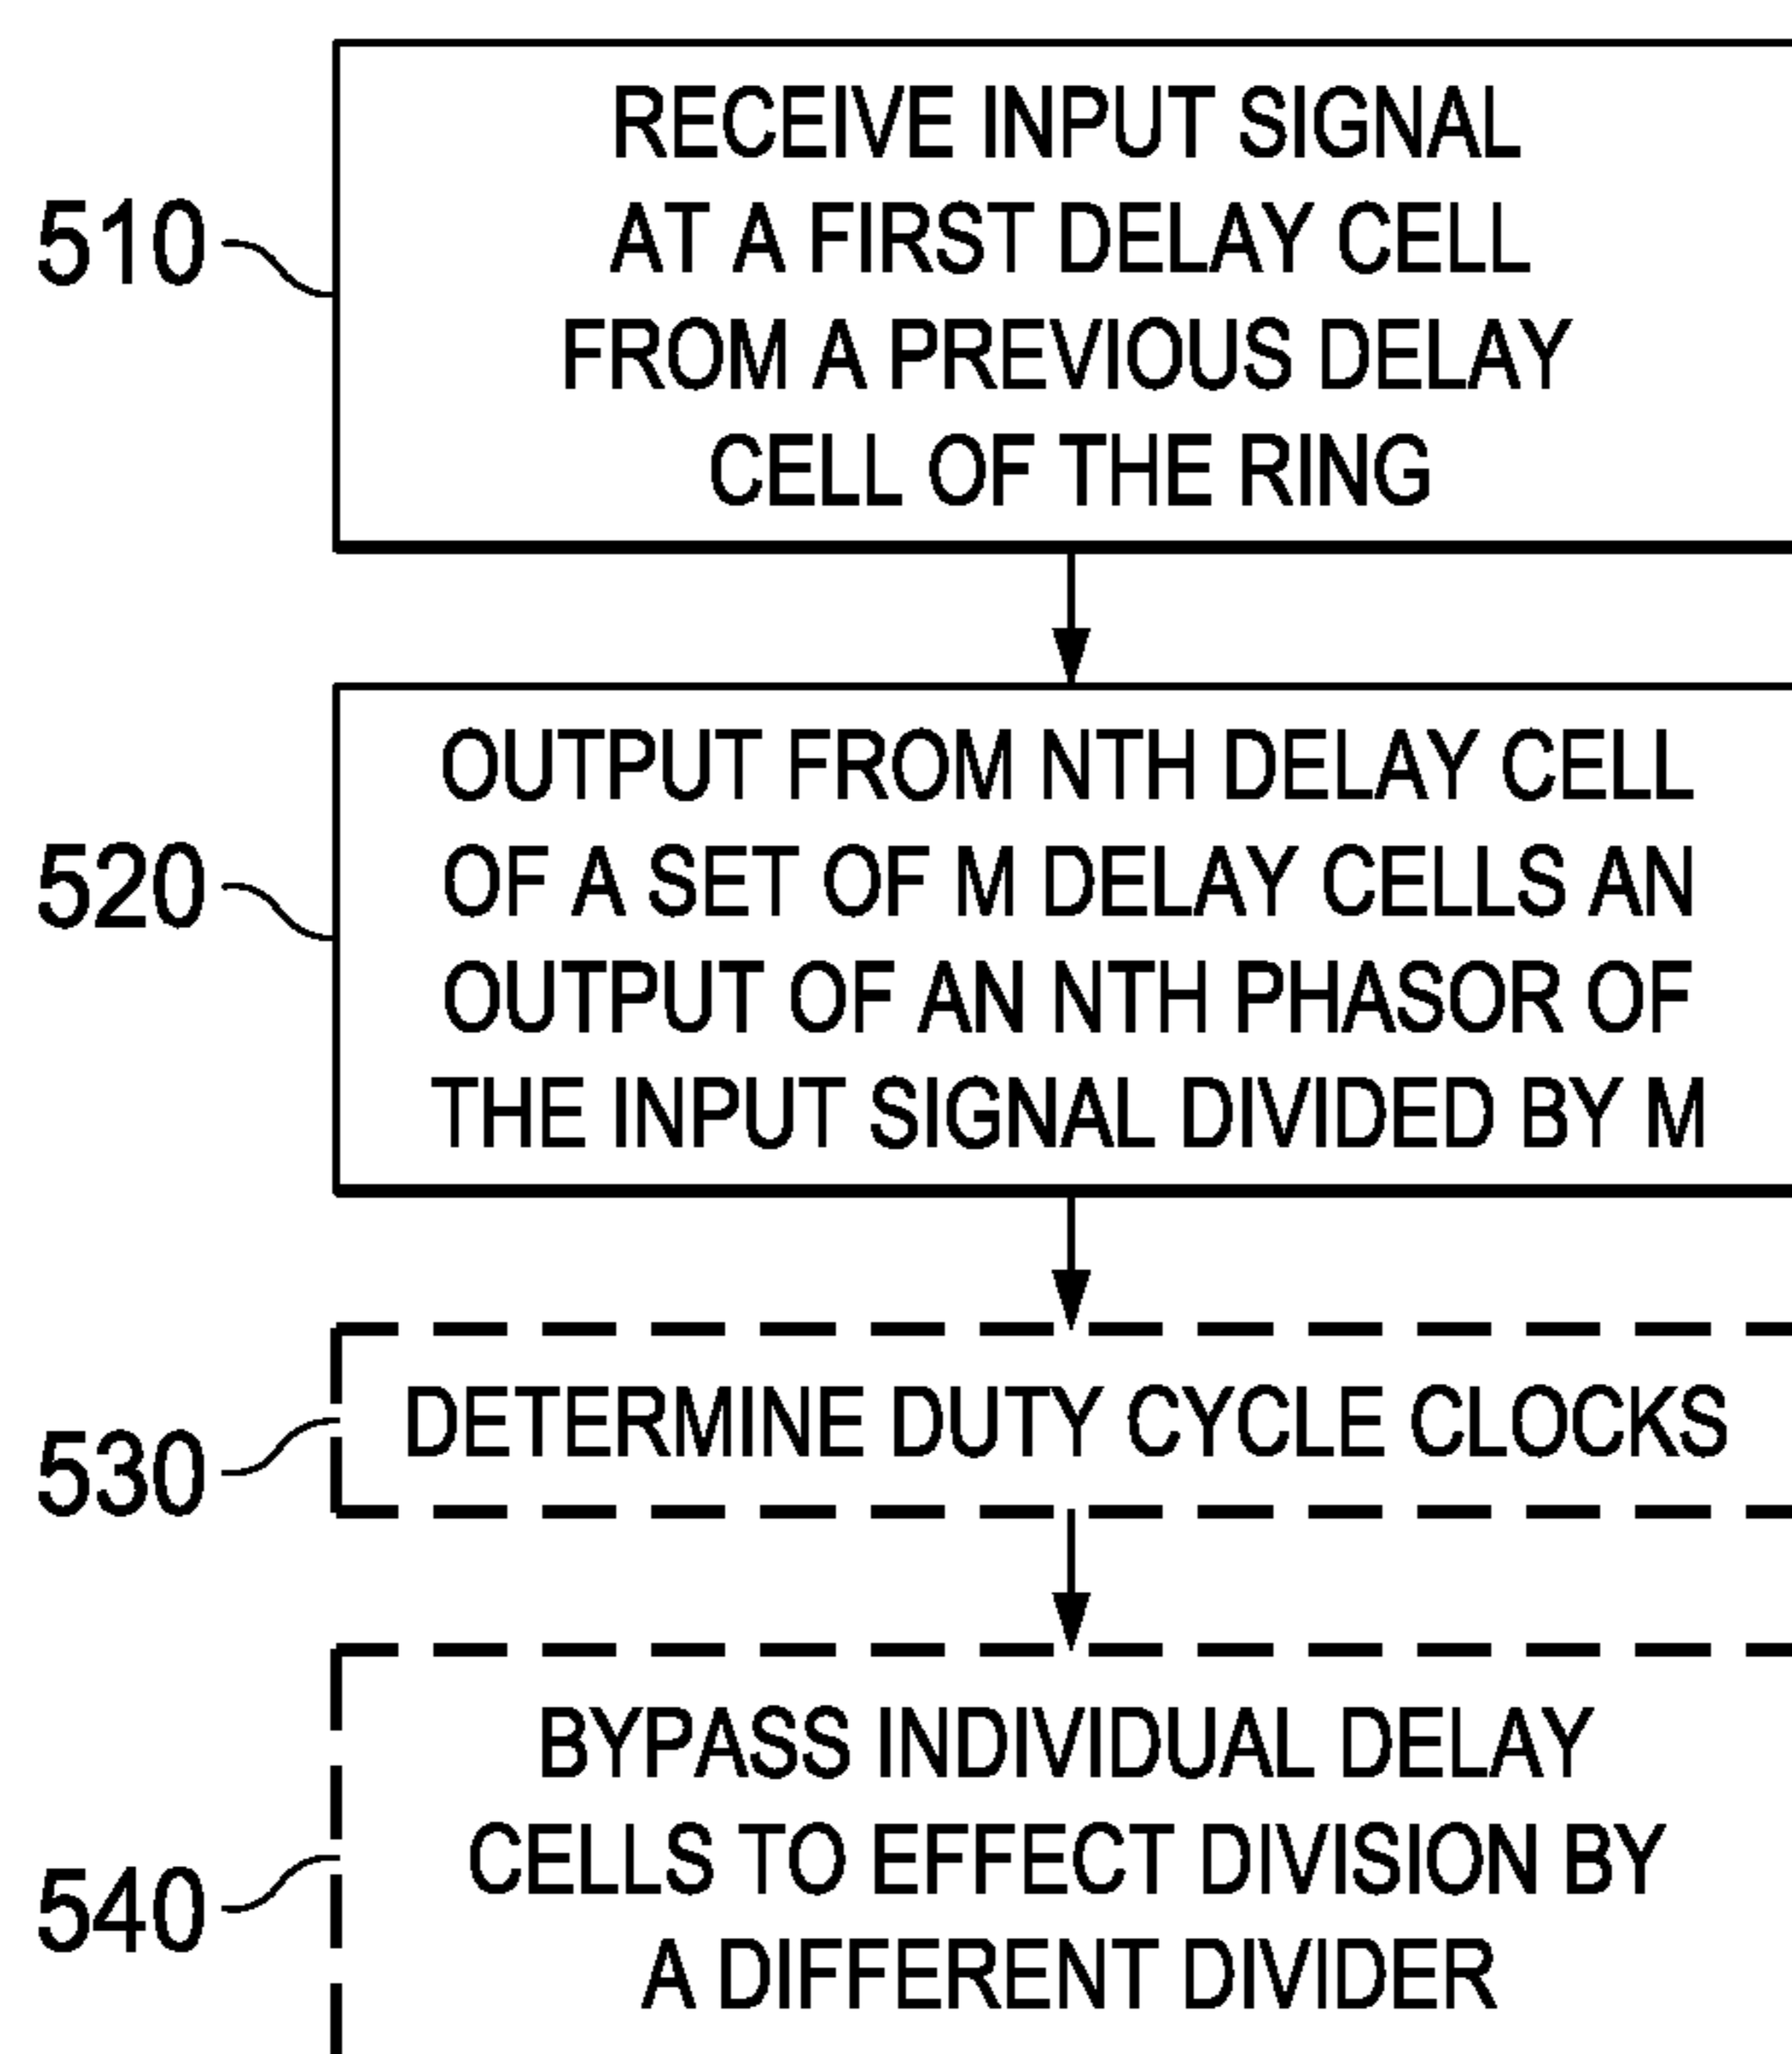 510
RECEIVE INPUT SIGNAL
AT A FIRST DELAY CELL
FROM A PREVIOUS DELAY
CELL OF THE RING
520
OUTPUT FROM NTH DELAY CELL
OF A SET OF M DELAY CELLS AN
OUTPUT OF AN NTH PHASOR OF
THE INPUT SIGNAL DIVIDED BY M
530
DETERMINE DUTY CYCLE CLOCKS
540
BYPASS INDIVIDUAL DELAY
CELLS TO EFFECT DIVISION BY
A DIFFERENT DIVIDER